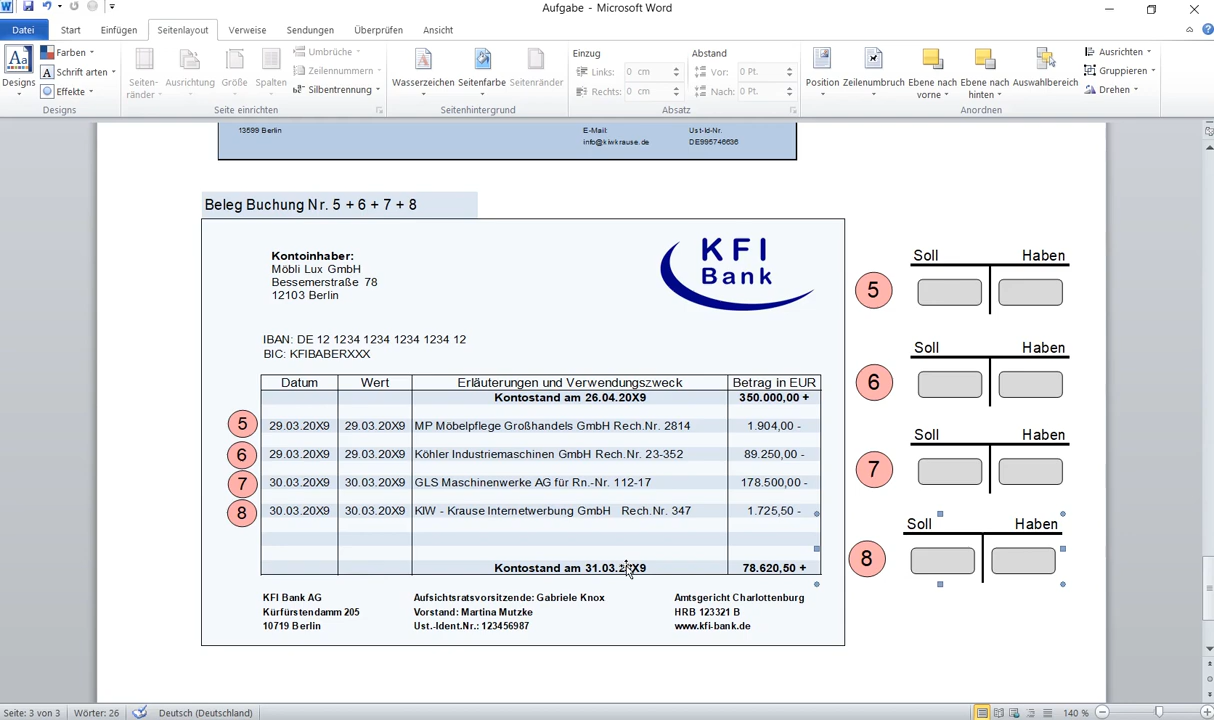 Aufgabe - Microsoft Word
Datei Start Einfügen Seitenlayout Verweise Sendungen Überprüfen Ansicht
Designs
Farben
Schrift arten
Effekte
Designs
Seiten-
ränder
Ausrichtung
Größe
Spalten
Umbrüche
Zeilennummern
Silbentrennung
Seite einrichten
Wasserzeichen
Seitenfarbe
Seitenränder
Seitenhintergrund
Einzug
Links: 0 cm
Rechts: 0 cm
Abstand
Vor: 0 Pt.
Nach: 0 Pt.
Absatz
Position
Zeilenumbruch
Ebene nach
vorne
Ebene nach
hinten
Auswahlbereich
Ausrichten
Gruppieren
Drehen
Anordnen
13699 Berlin E-Mail: Ust-Id-Nr.
info@kiwkrause.de DE995746636
Beleg Buchung Nr. 5 + 6 + 7 + 8
Kontoinhaber:
Möbli Lux GmbH
Bessemerstraße 78
12103 Berlin
KFI
Bank
IBAN: DE 12 1234 1234 1234 1234 12
BIC: KFIBABERXXX
Datum Wert Erläuterungen und Verwendungszweck Betrag in EUR
Kontostand am 26.04.20X9 350.000,00 +
5 29.03.20X9 29.03.20X9 MP Möbelpflege Großhandels GmbH Rech.Nr. 2814 1.904,00 -
6 29.03.20X9 29.03.20X9 Köhler Industriemaschinen GmbH Rech.Nr. 23-352 89.250,00 -
7 30.03.20X9 30.03.20X9 GLS Maschinenwerke AG für Rn.-Nr. 112-17 178.500,00 -
8 30.03.20X9 30.03.20X9 KIW - Krause Internetwerbung GmbH Rech.Nr. 347 1.725,50 -
Kontostand am 31.03.20X9 78.620,50 +
KFI Bank AG Aufsichtsratsvorsitzende: Gabriele Knox Amtsgericht Charlottenburg
Kürfürstendamm 205 Vorstand: Martina Mutzke HRB 123321 B
10719 Berlin Ust.-Ident.Nr.: 123456987 www.kfi-bank.de
Soll Haben
5
Soll Haben
6
Soll Haben
7
Soll Haben
8
Seite: 3 von 3 Wörter: 26 Deutsch (Deutschland) 140 %